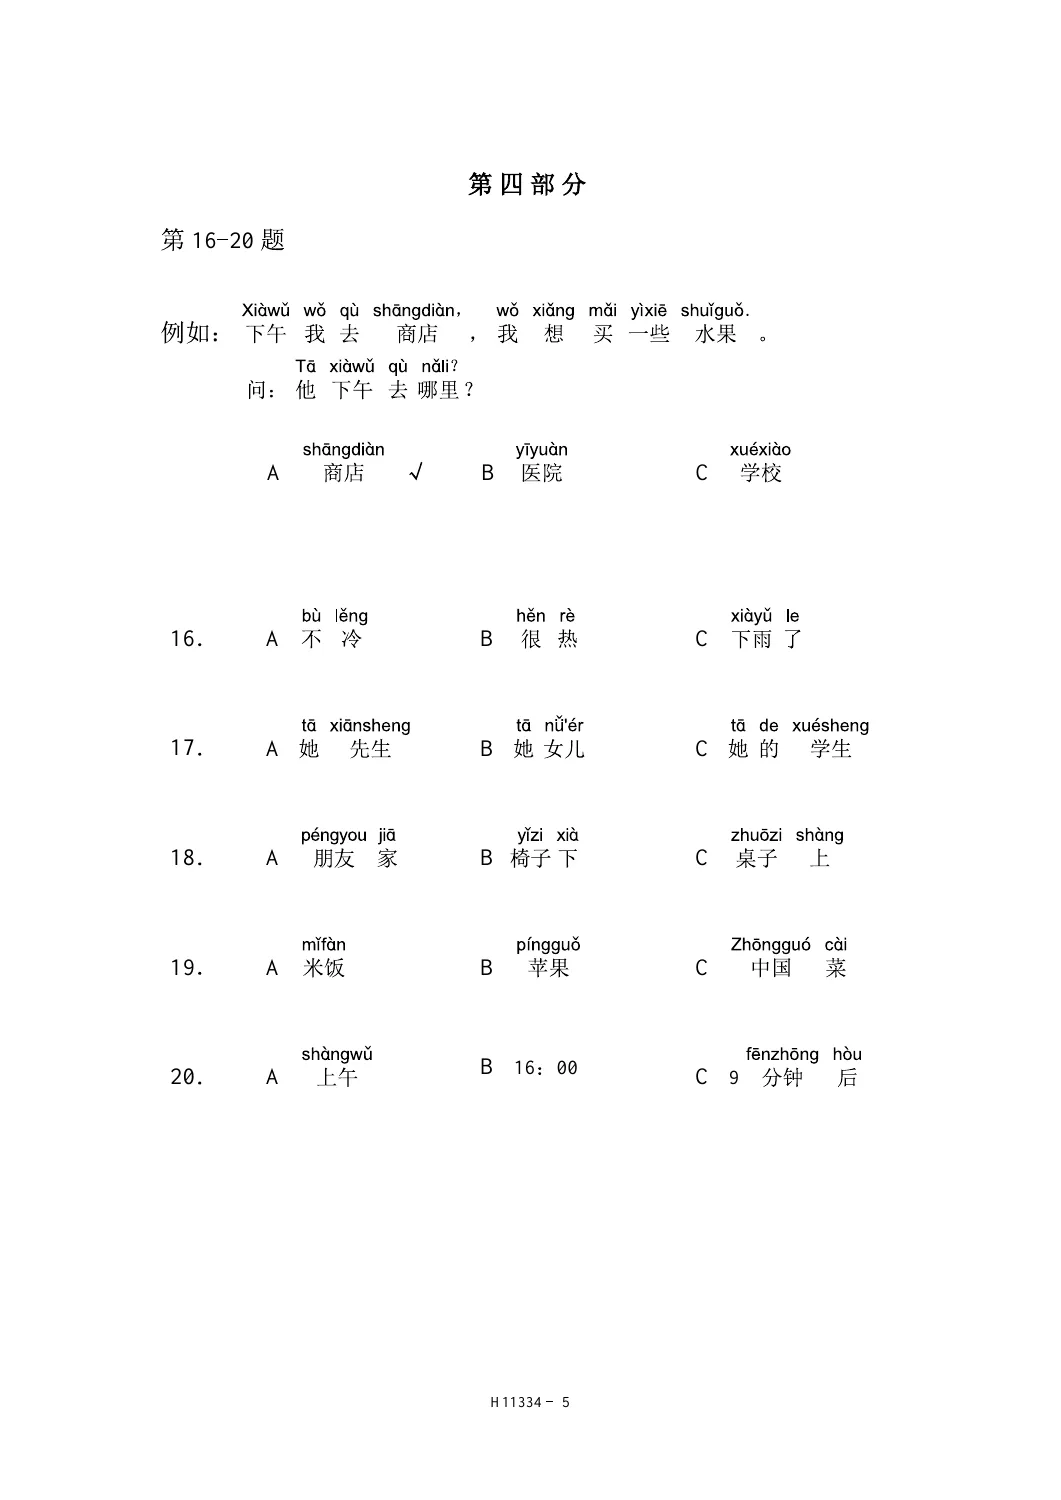 第四部分
第 16-20 题
Xiàwǔ wǒ qù shāngdiàn, wǒ xiǎng mǎi yìxiē shuǐguǒ.
例如： 下午 我 去 商店 ， 我 想 买 一些 水果 。
Tā xiàwǔ qù nǎli?
问： 他 下午 去 哪里？
shāngdiàn yīyuàn xuéxiào
A 商店 √ B 医院 C 学校
bù lěng hěn rè xiàyǔ le
16. A 不 冷 B 很 热 C 下雨 了
tā xiānsheng tā nǚ'ér tā de xuésheng
17. A 她 先生 B 她 女儿 C 她 的 学生
péngyou jiā yǐzi xià zhuōzi shàng
18. A 朋友 家 B 椅子 下 C 桌子 上
mǐfàn píngguǒ Zhōngguó cài
19. A 米饭 B 苹果 C 中国 菜
shàngwǔ fēnzhōng hòu
20. A 上午 B 16：00 C 9 分钟 后
H11334- 5